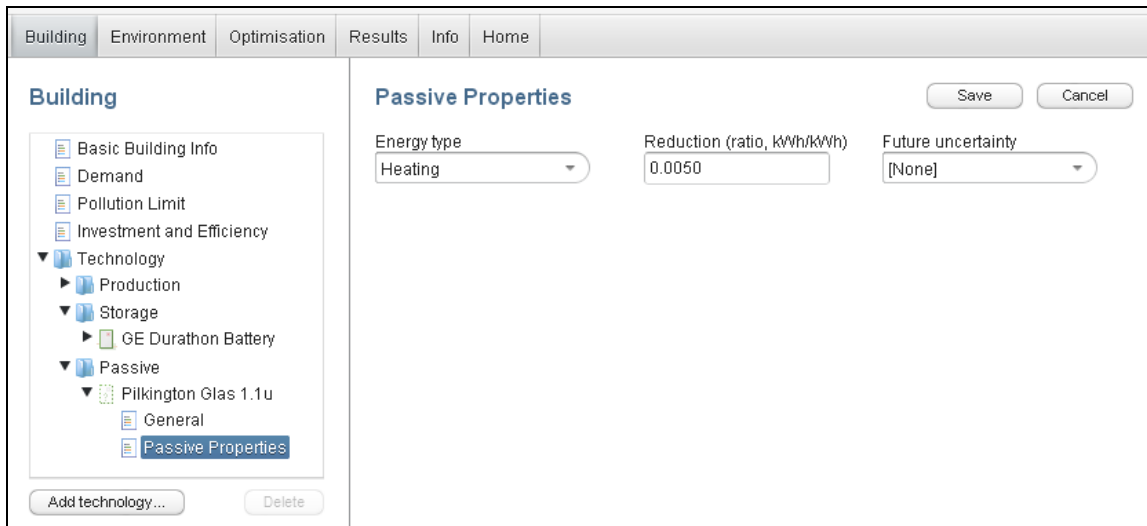 Building Environment Optimisation Results Info Home
Building
Basic Building Info
Demand
Pollution Limit
Investment and Efficiency
Technology
Production
Storage
GE Durathon Battery
Passive
Pilkington Glas 1.1u
General
Passive Properties
Add technology... Delete
Passive Properties Save Cancel
Energy type Reduction (ratio, kWh/kWh) Future uncertainty
Heating 0.0050 [None]